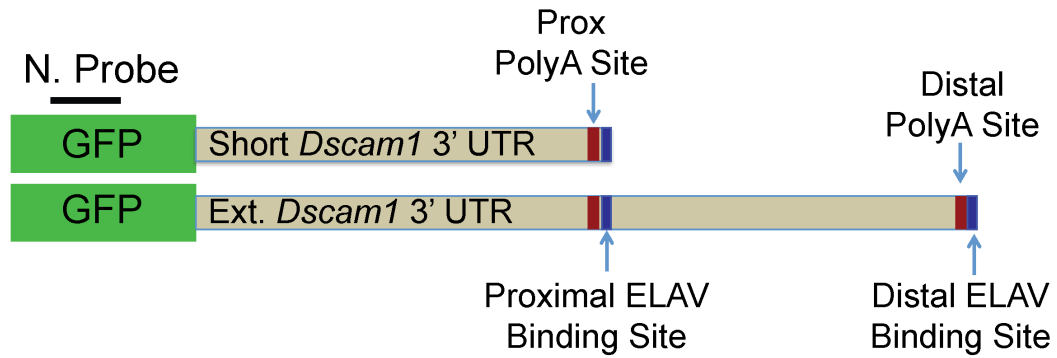 Prox
PolyA Site
N. Probe
Distal
PolyA Site
GFP
Short Dscam1 3’ UTR
GFP
Ext. Dscam1 3’ UTR
Proximal ELAV
Binding Site
Distal ELAV
Binding Site